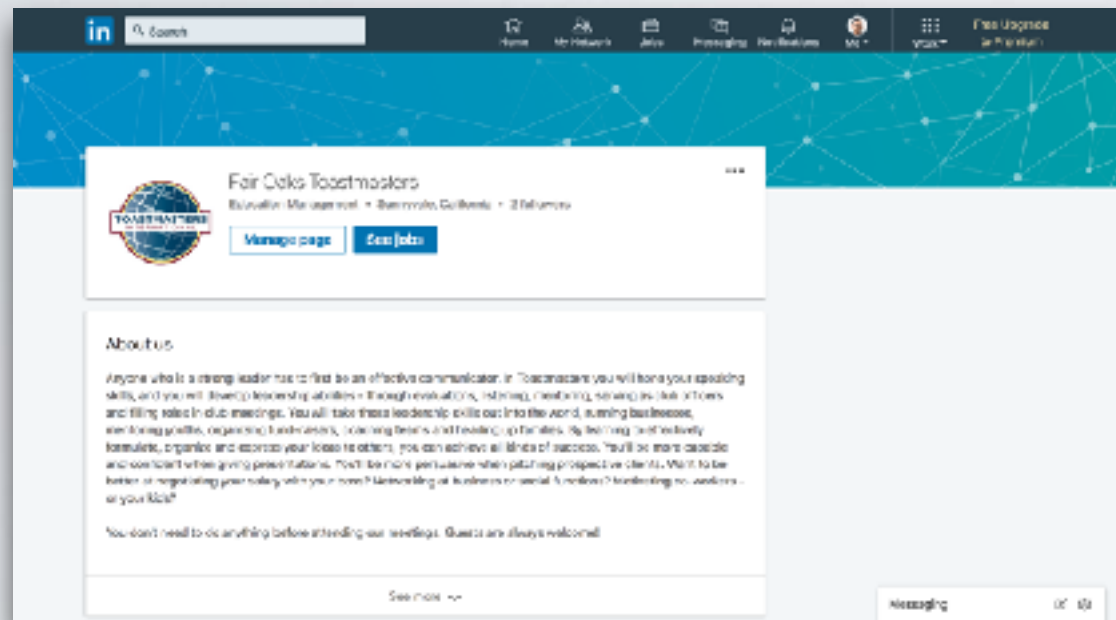 in Search Home My Network Jobs Messaging Notifications Me Work Free Upgrade
to Premium
Fair Oaks Toastmasters
TOASTMASTERS
Education Management • Sunnyvale, California • 2 followers
Manage page See jobs
About us
Anyone who is a strong leader has to first be an effective communicator. In Toastmasters you will hone your speaking
skills, and you will develop leadership abilities - through evaluations, listening, mentoring, serving as club officers
and filling roles in club meetings. You will take those leadership skills out into the world, running businesses,
mentoring youths, organizing fund-raisers, coaching teams and heading up families. By learning to effectively
formulate, organize and express your ideas to others, you can achieve all kinds of success. You'll be more capable
and confident when giving presentations. You'll be more persuasive when pitching prospective clients. Want to be
better at negotiating your salary with your boss? Networking at business or social functions? Motivating co-workers -
or your kids?
You don't need to do anything before attending our meetings. Guests are always welcome!
See more
Messaging